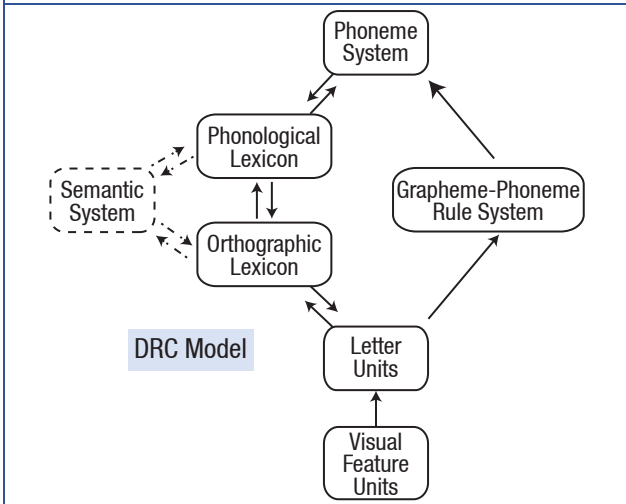 Phoneme
System
Phonological
Lexicon
Semantic
System
Grapheme-Phoneme
Rule System
Orthographic
Lexicon
DRC Model
Letter
Units
Visual
Feature
Units